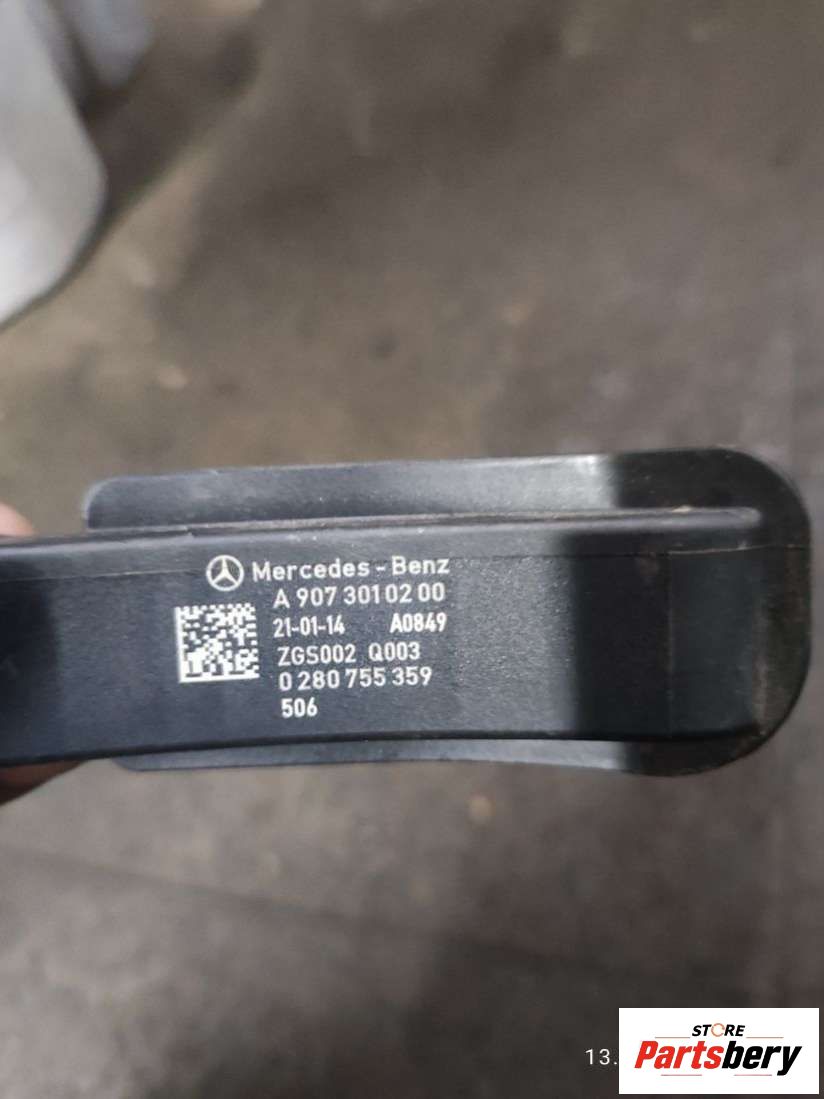 Mercedes-Benz
A 907 301 02 00
21-01-14 A0849
ZGS002 Q003
0 280 755 359
506
13.
STORE
Partsbery